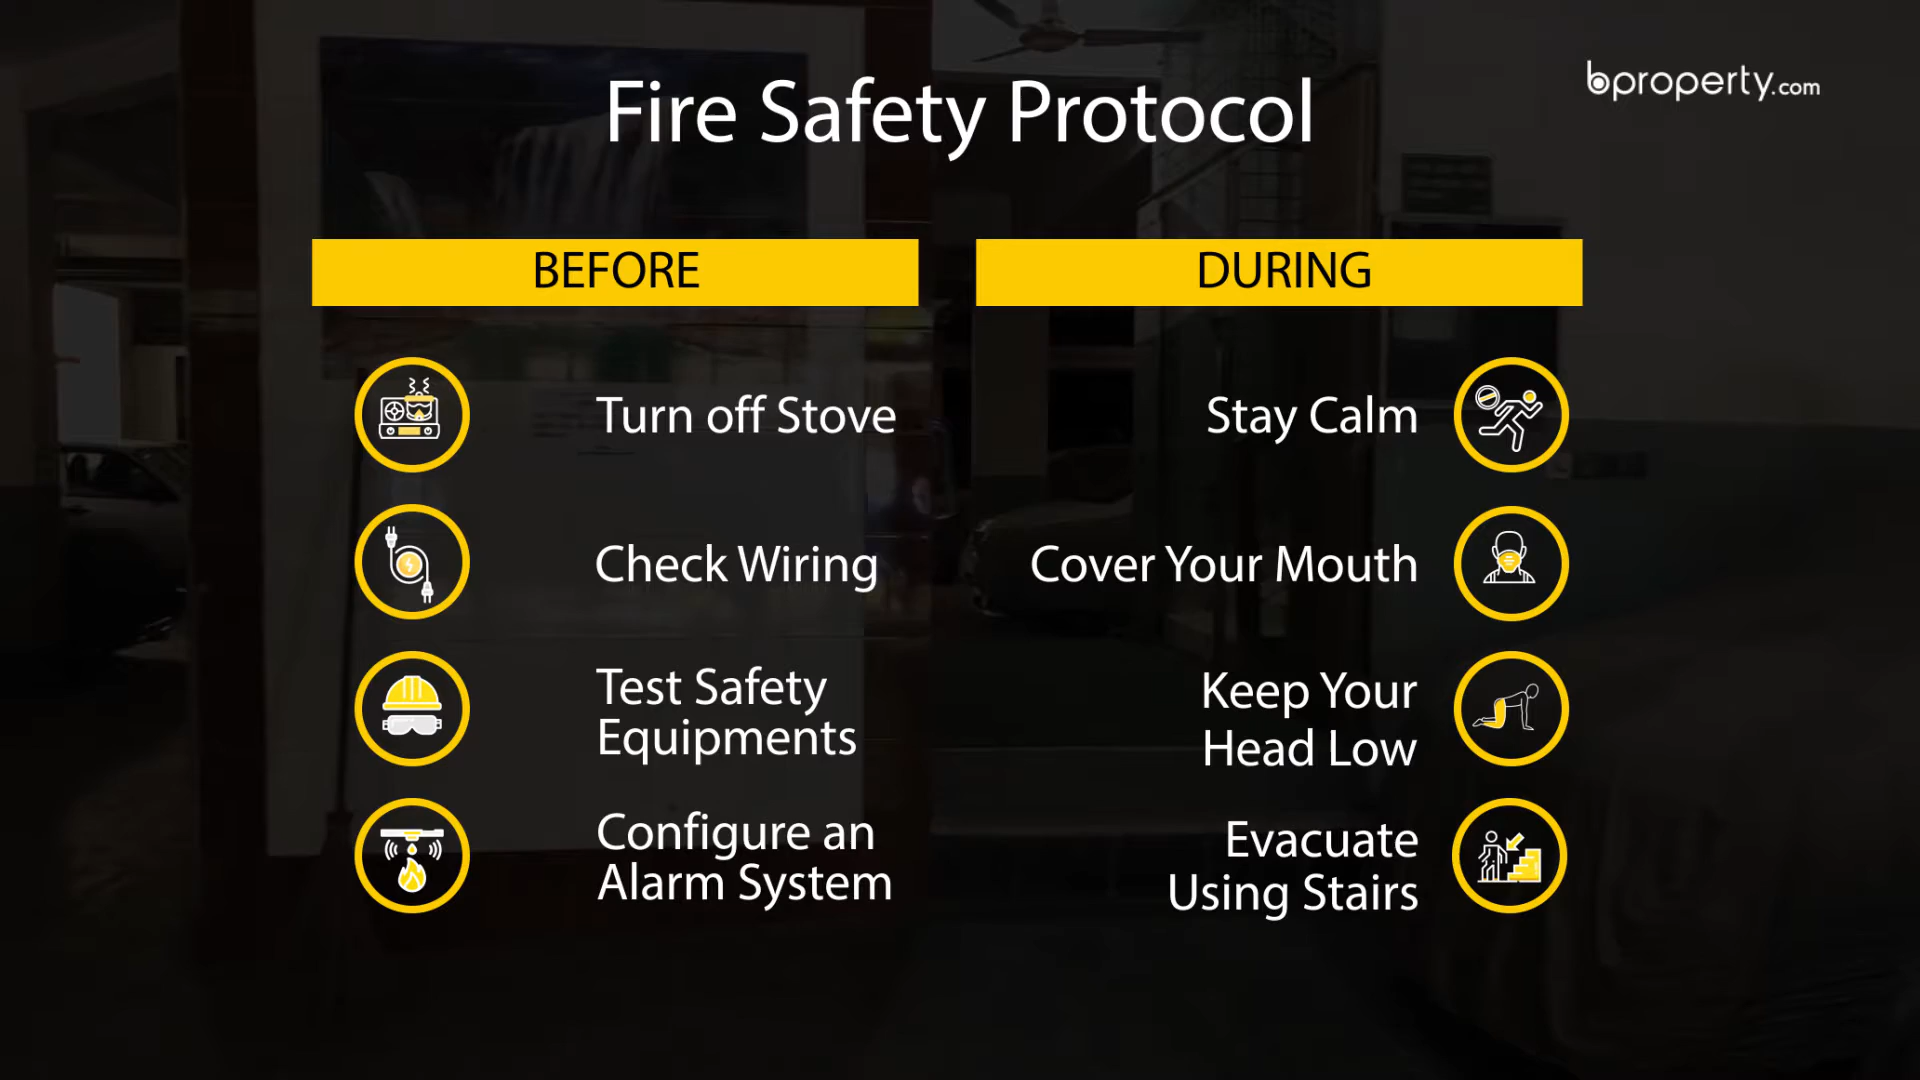 Fire Safety Protocol
bproperty.com
BEFORE
Turn off Stove
Check Wiring
Test Safety
Equipments
Configure an
Alarm System
DURING
Stay Calm
Cover Your Mouth
Keep Your
Head Low
Evacuate
Using Stairs